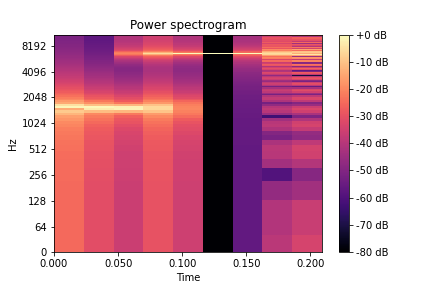 Power spectrogram
8192
4096
2048
1024
512
256
128
64
0
Hz
0.000 0.050 0.100 0.150 0.200
Time
+0 dB
-10 dB
-20 dB
-30 dB
-40 dB
-50 dB
-60 dB
-70 dB
-80 dB